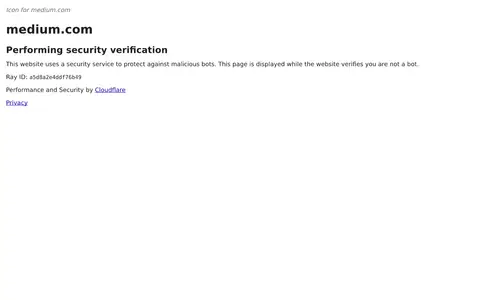 Icon for medium.com
medium.com
Performing security verification
This website uses a security service to protect against malicious bots. This page is displayed while the website verifies you are not a bot.
Ray ID: a5d8a2e4ddf76b49
Performance and Security by Cloudflare
Privacy